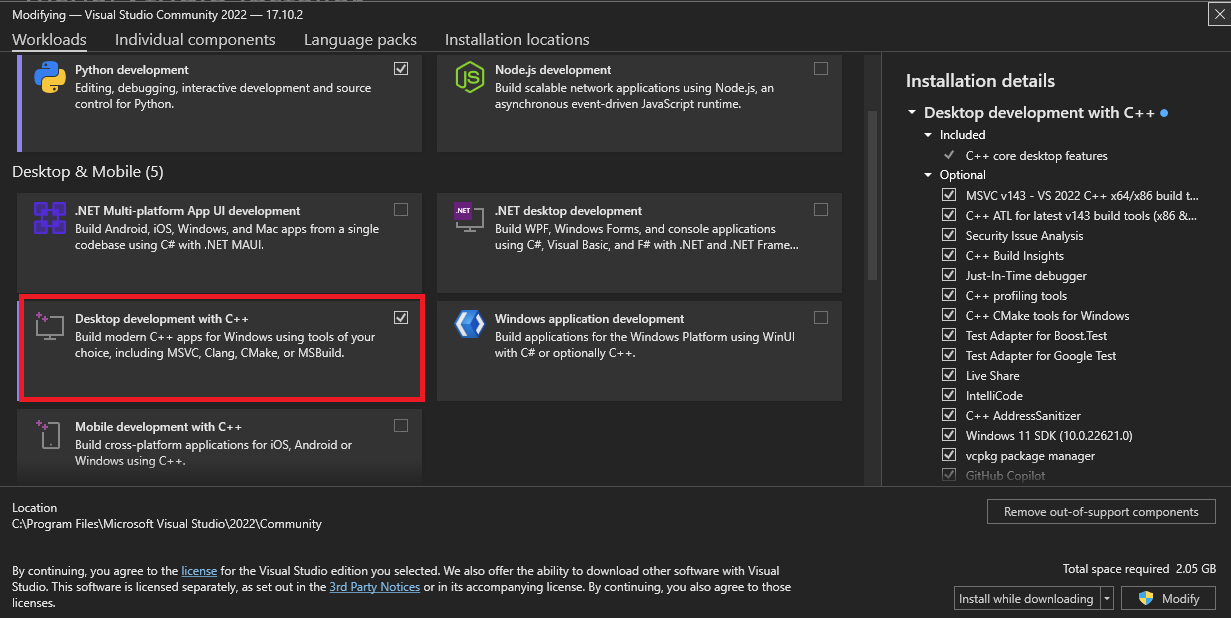 Modifying — Visual Studio Community 2022 — 17.10.2
Workloads
Individual components
Language packs
Installation locations
Python development
Editing, debugging, interactive development and source
control for Python.
Node.js development
Build scalable network applications using Node.js, an
asynchronous event-driven JavaScript runtime.
Desktop & Mobile (5)
.NET Multi-platform App UI development
Build Android, iOS, Windows, and Mac apps from a single
codebase using C# with .NET MAUI.
.NET
.NET desktop development
Build WPF, Windows Forms, and console applications
using C#, Visual Basic, and F# with .NET and .NET Frame...
Desktop development with C++
Build modern C++ apps for Windows using tools of your
choice, including MSVC, Clang, CMake, or MSBuild.
Windows application development
Build applications for the Windows Platform using WinUI
with C# or optionally C++.
Mobile development with C++
Build cross-platform applications for iOS, Android or
Windows using C++.
Installation details
Desktop development with C++
Included
C++ core desktop features
Optional
MSVC v143 - VS 2022 C++ x64/x86 build t...
C++ ATL for latest v143 build tools (x86 &...
Security Issue Analysis
C++ Build Insights
Just-In-Time debugger
C++ profiling tools
C++ CMake tools for Windows
Test Adapter for Boost.Test
Test Adapter for Google Test
Live Share
IntelliCode
C++ AddressSanitizer
Windows 11 SDK (10.0.22621.0)
vcpkg package manager
GitHub Copilot
Location
C:\Program Files\Microsoft Visual Studio\2022\Community
Remove out-of-support components
By continuing, you agree to the license for the Visual Studio edition you selected. We also offer the ability to download other software with Visual
Studio. This software is licensed separately, as set out in the 3rd Party Notices or in its accompanying license. By continuing, you also agree to those
licenses.
Total space required 2.05 GB
Install while downloading
Modify